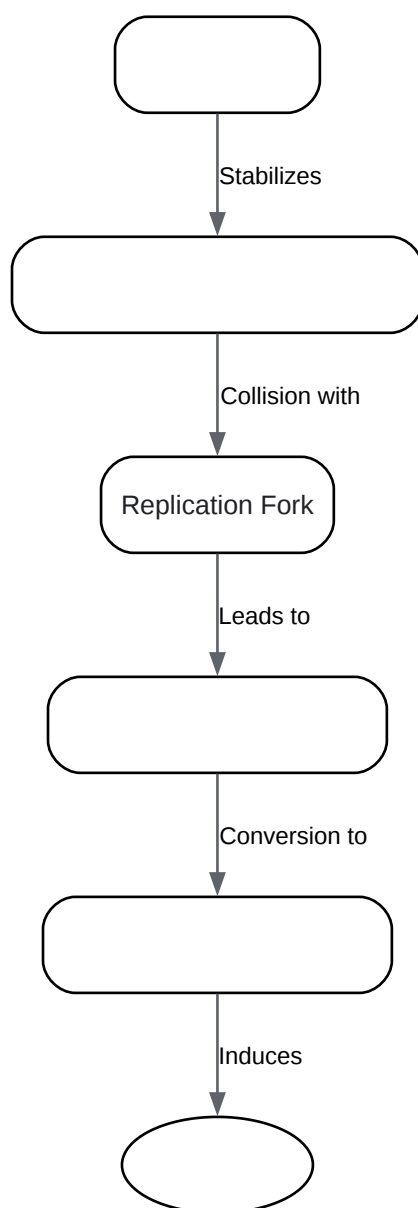 Stabilizes
Collision with
Replication Fork
Leads to
Conversion to
Induces